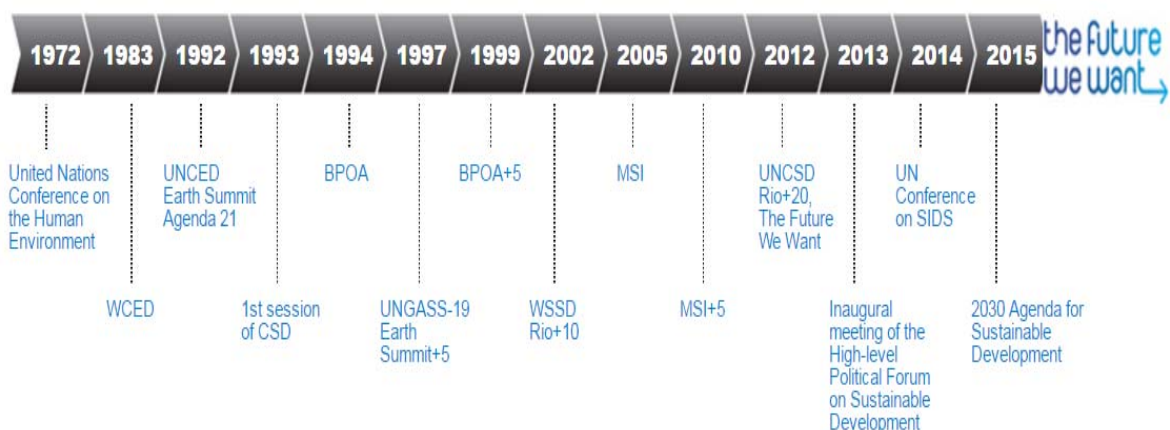 1972 1983 1992 1993 1994 1997 1999 2002 2005 2010 2012 2013 2014 2015
the future
we want
United Nations
Conference on
the Human
Environment
WCED
UNCED
Earth Summit
Agenda 21
1st session
of CSD
BPOA
UNGASS-19
Earth
Summit+5
BPOA+5
WSSD
Rio+10
MSI
MSI+5
UNCSD
Rio+20,
The Future
We Want
Inaugural
meeting of the
High-level
Political Forum
on Sustainable
Development
UN
Conference
on SIDS
2030 Agenda for
Sustainable
Development